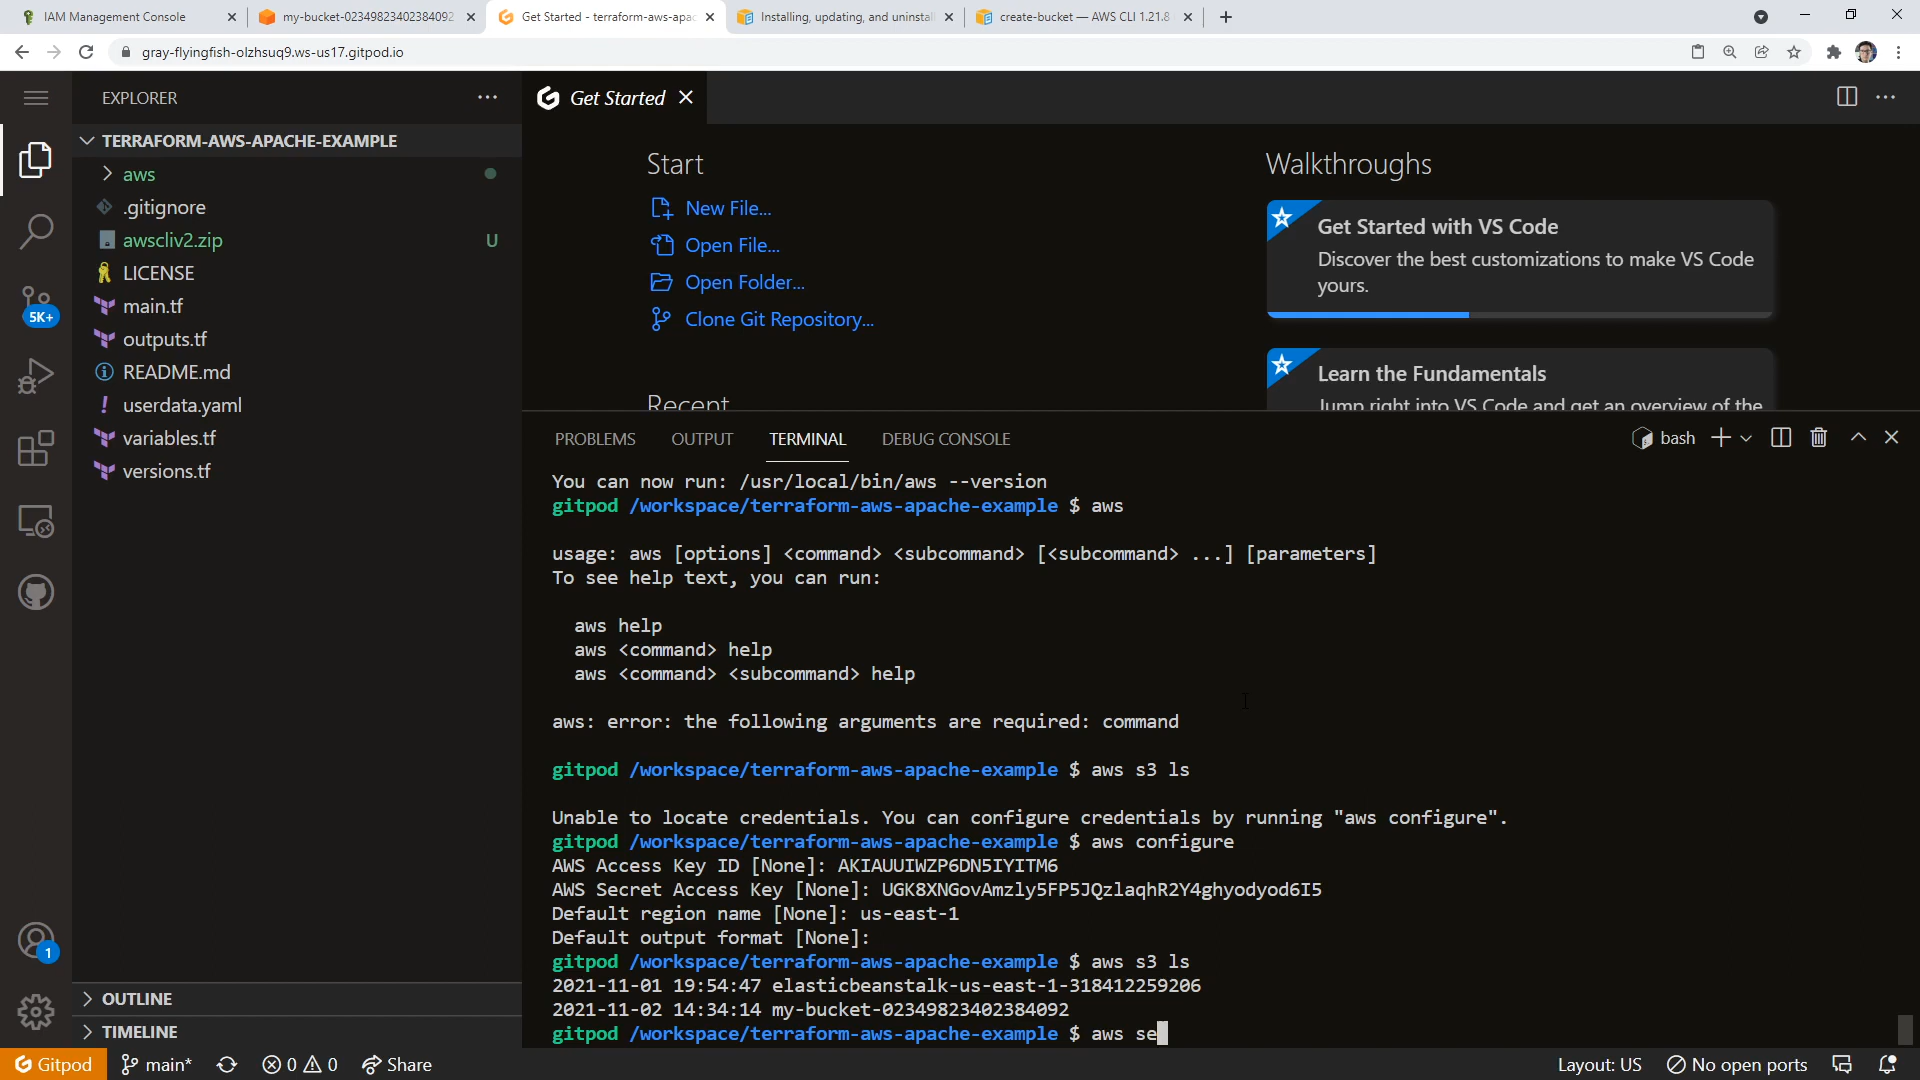 IAM Management Console
my-bucket-02349823402384092
Get Started - terraform-aws-apac
Installing, updating, and uninstal
create-bucket — AWS CLI 1.21.8
gray-flyingfish-olzhsuq9.ws-us17.gitpod.io
EXPLORER
TERRAFORM-AWS-APACHE-EXAMPLE
aws
.gitignore
awscliv2.zip U
LICENSE
main.tf
outputs.tf
README.md
userdata.yaml
variables.tf
versions.tf
5K+
1
OUTLINE
TIMELINE
Get Started
Start
New File...
Open File...
Open Folder...
Clone Git Repository...
Recent
Walkthroughs
Get Started with VS Code
Discover the best customizations to make VS Code
yours.
Learn the Fundamentals
Jump right into VS Code and get an overview of the
PROBLEMS OUTPUT TERMINAL DEBUG CONSOLE
bash
You can now run: /usr/local/bin/aws --version
gitpod /workspace/terraform-aws-apache-example $ aws
usage: aws [options] <command> <subcommand> [<subcommand> ...] [parameters]
To see help text, you can run:
aws help
aws <command> help
aws <command> <subcommand> help
aws: error: the following arguments are required: command
gitpod /workspace/terraform-aws-apache-example $ aws s3 ls
Unable to locate credentials. You can configure credentials by running "aws configure".
gitpod /workspace/terraform-aws-apache-example $ aws configure
AWS Access Key ID [None]: AKIAUUIWZP6DN5IYITM6
AWS Secret Access Key [None]: UGK8XNGovAmzly5FP5JQzlaqhR2Y4ghyodyod6I5
Default region name [None]: us-east-1
Default output format [None]:
gitpod /workspace/terraform-aws-apache-example $ aws s3 ls
2021-11-01 19:54:47 elasticbeanstalk-us-east-1-318412259206
2021-11-02 14:34:14 my-bucket-02349823402384092
gitpod /workspace/terraform-aws-apache-example $ aws se
Gitpod main* 0 0 Share
Layout: US No open ports